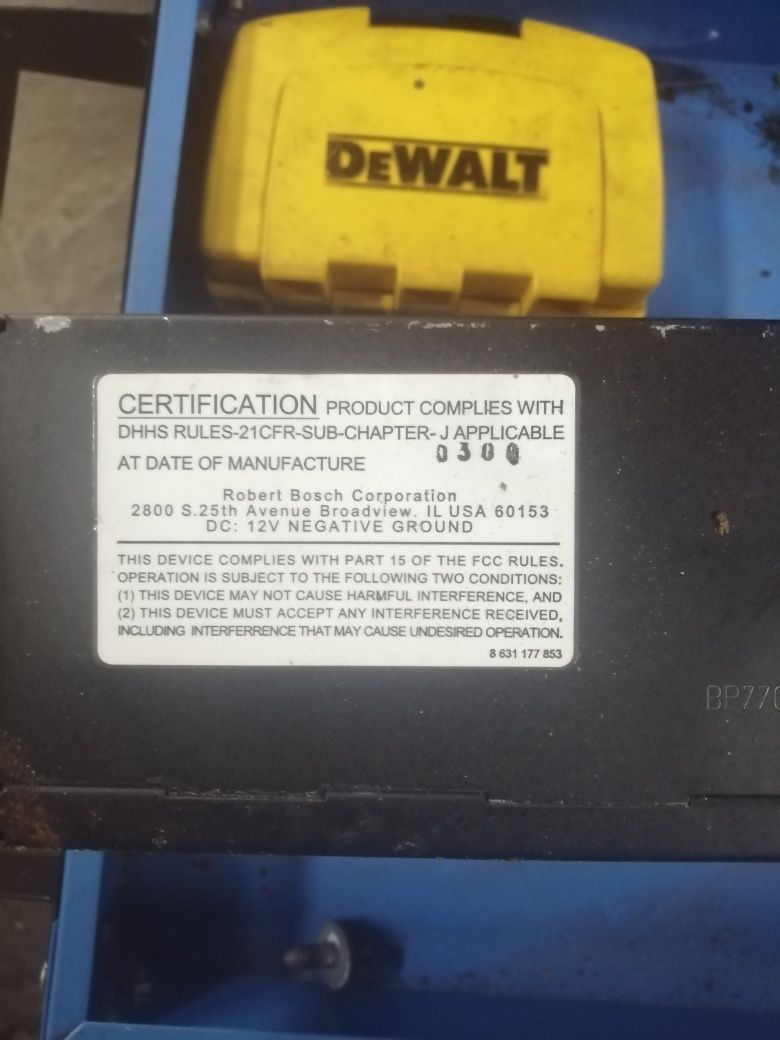 DEWALT
CERTIFICATION PRODUCT COMPLIES WITH
DHHS RULES-21CFR-SUB-CHAPTER- J APPLICABLE
AT DATE OF MANUFACTURE 0300
Robert Bosch Corporation
2800 S.25th Avenue Broadview. IL USA 60153
DC: 12V NEGATIVE GROUND
THIS DEVICE COMPLIES WITH PART 15 OF THE FCC RULES.
OPERATION IS SUBJECT TO THE FOLLOWING TWO CONDITIONS:
(1) THIS DEVICE MAY NOT CAUSE HARMFUL INTERFERENCE, AND
(2) THIS DEVICE MUST ACCEPT ANY INTERFERENCE RECEIVED,
INCLUDING INTERFERRENCE THAT MAY CAUSE UNDESIRED OPERATION.
8 631 177 853